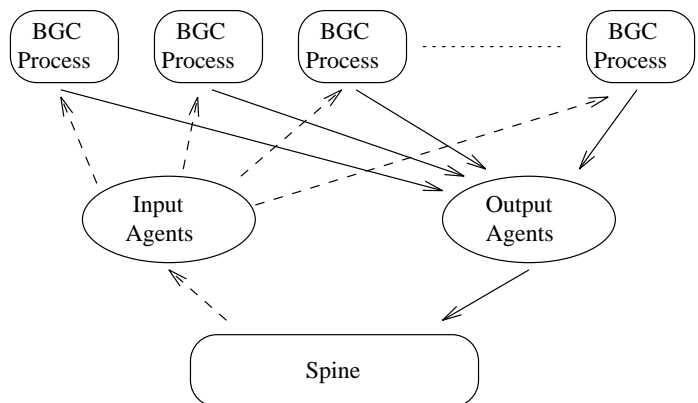 BGC
Process
BGC
Process
BGC
Process
BGC
Process
Input
Agents
Output
Agents
Spine